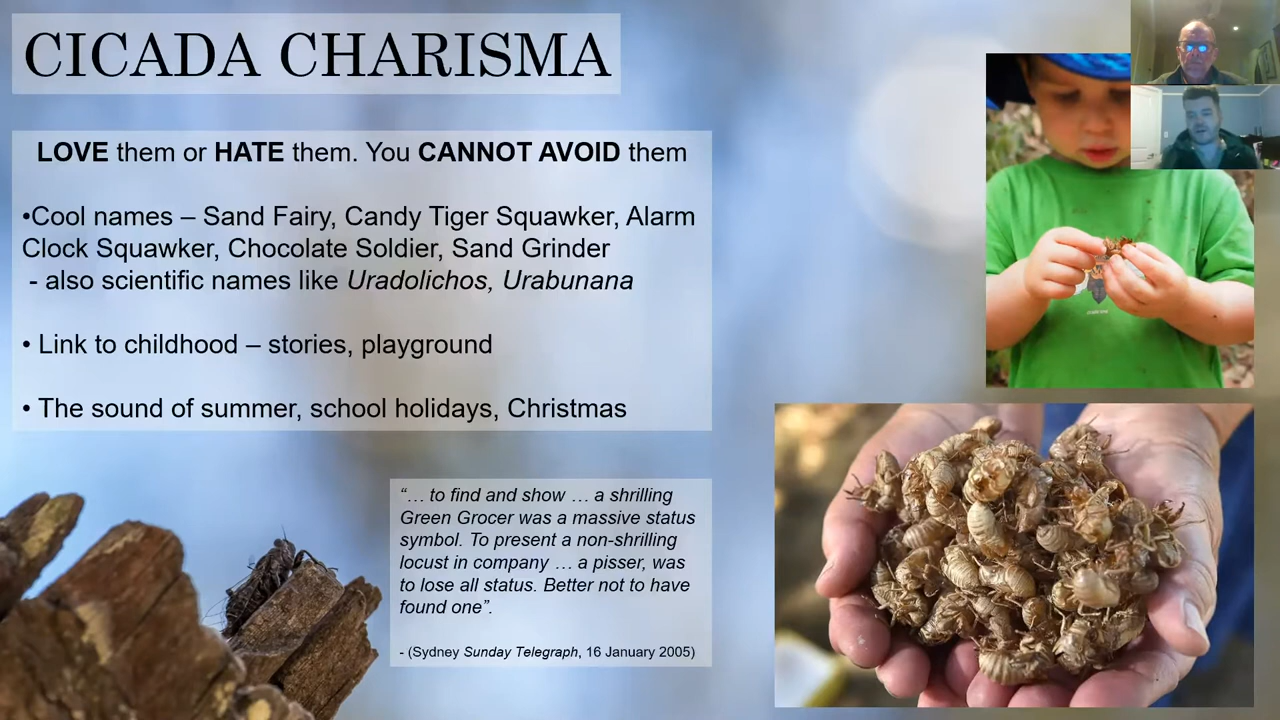 CICADA CHARISMA
LOVE them or HATE them. You CANNOT AVOID them
•Cool names – Sand Fairy, Candy Tiger Squawker, Alarm
Clock Squawker, Chocolate Soldier, Sand Grinder
- also scientific names like Uradolichos, Urabunana
• Link to childhood – stories, playground
• The sound of summer, school holidays, Christmas
“… to find and show … a shrilling
Green Grocer was a massive status
symbol. To present a non-shrilling
locust in company … a pisser, was
to lose all status. Better not to have
found one”.
- (Sydney Sunday Telegraph, 16 January 2005)